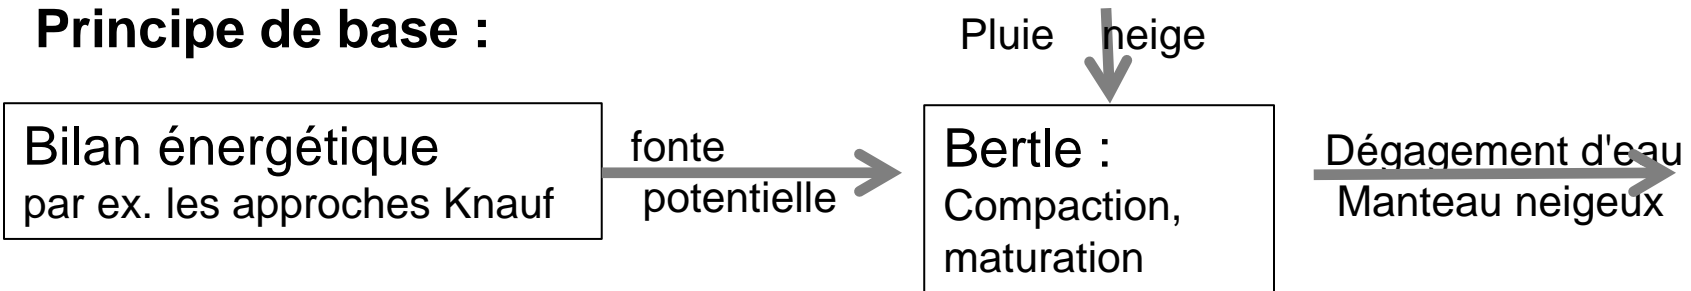 Principe de base :
Pluie neige
Bilan énergétique
par ex. les approches Knauf
fonte
potentielle
Bertle :
Compaction,
maturation
Dégagement d'eau
Manteau neigeux